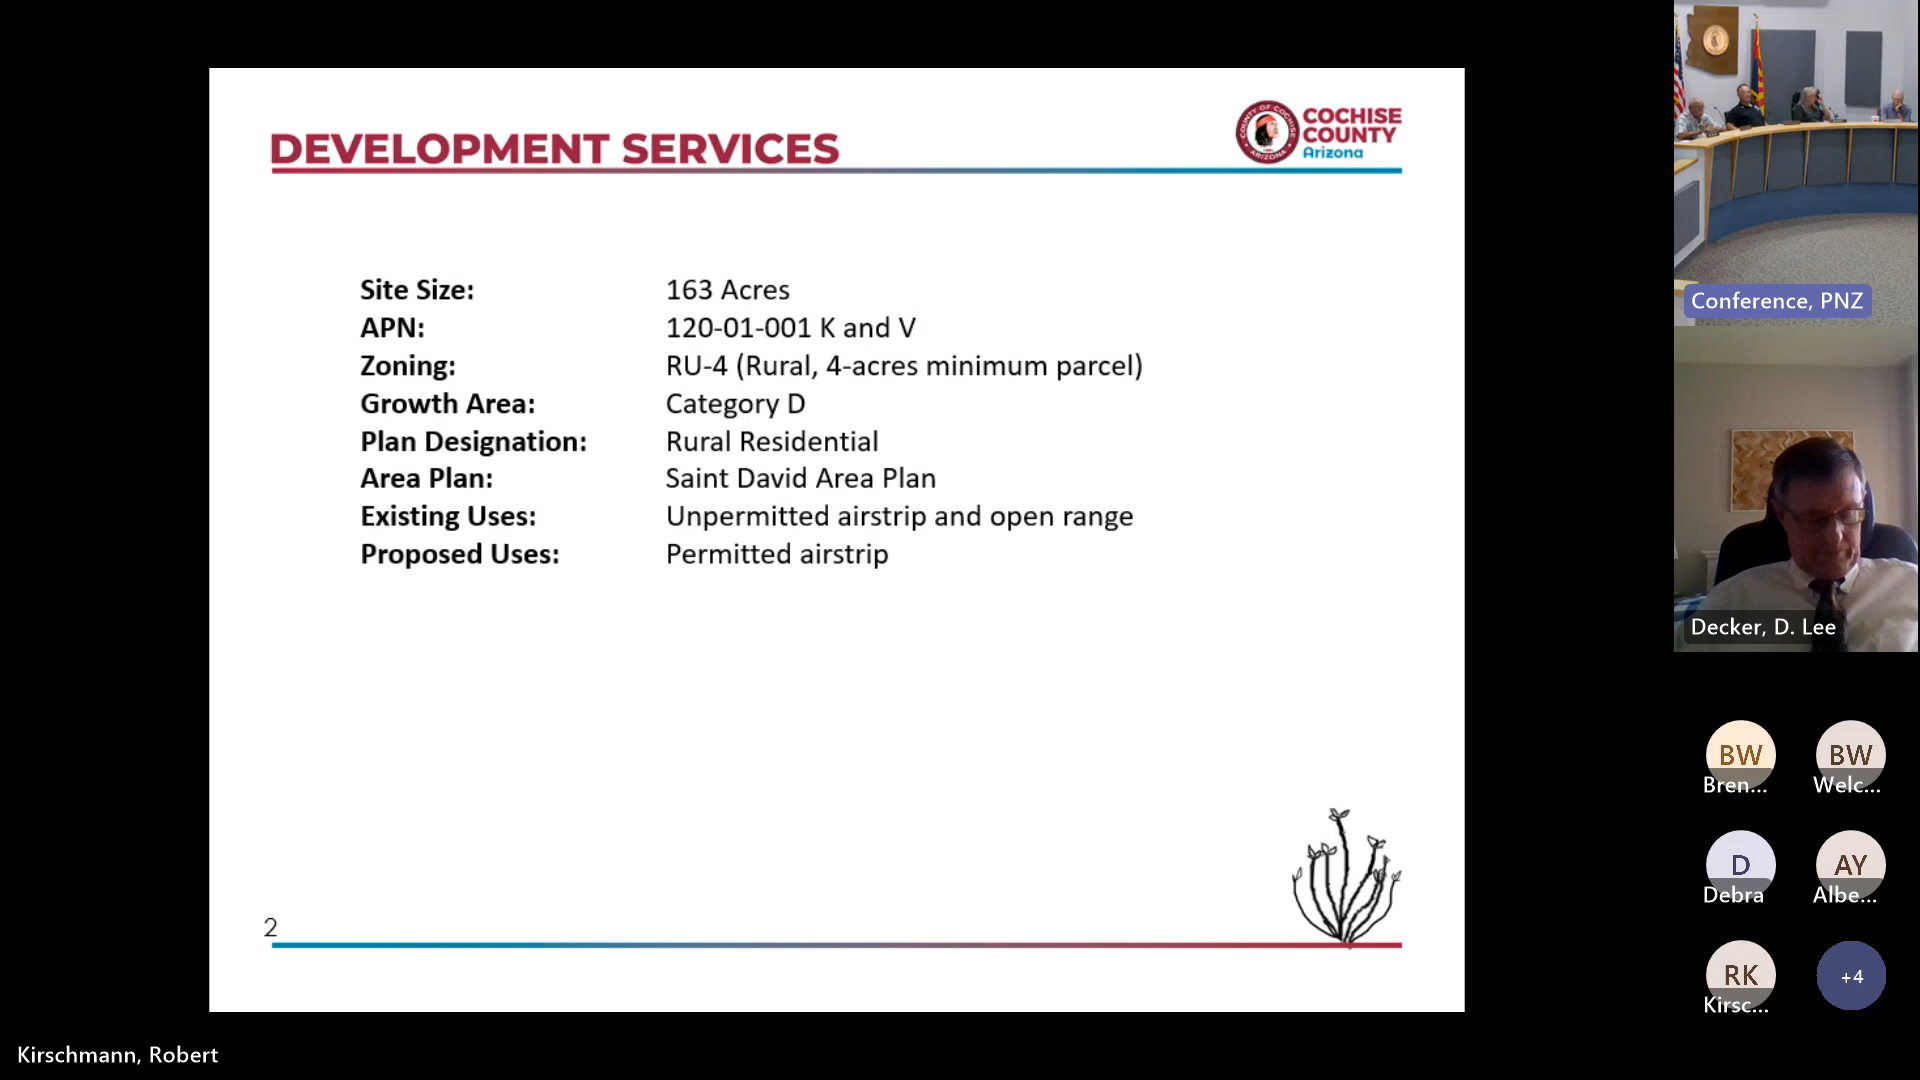 DEVELOPMENT SERVICES
COCHISE
COUNTY
Arizona
Site Size: 163 Acres
APN: 120-01-001 K and V
Zoning: RU-4 (Rural, 4-acres minimum parcel)
Growth Area: Category D
Plan Designation: Rural Residential
Area Plan: Saint David Area Plan
Existing Uses: Unpermitted airstrip and open range
Proposed Uses: Permitted airstrip
2
Conference, PNZ
Decker, D. Lee
BW BW
Bren... Welc...
D AY
Debra Albe...
RK +4
Kirsc...
Kirschmann, Robert